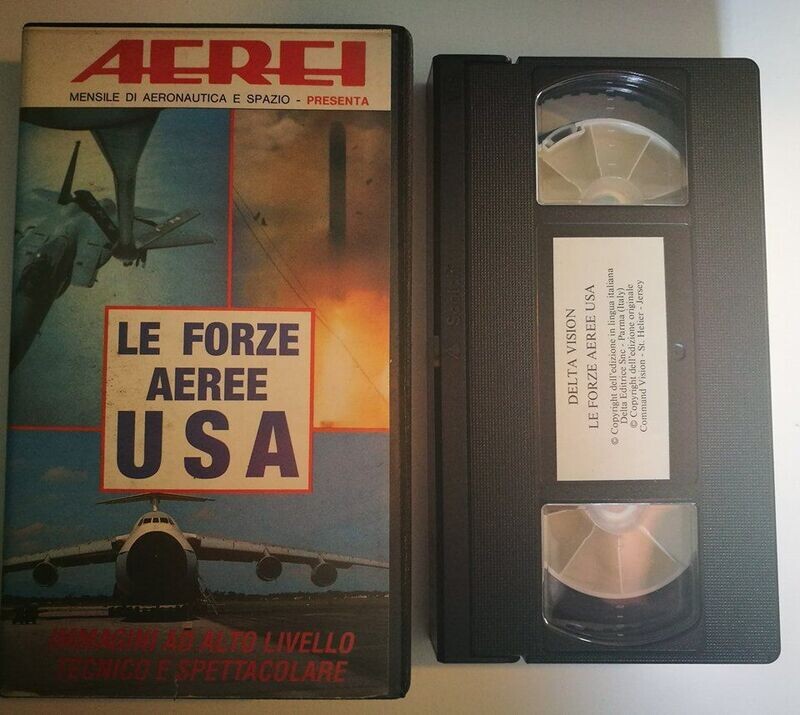 AEREI
MENSILE DI AERONAUTICA E SPAZIO - PRESENTA
LE FORZE
AEREE
USA
IMMAGINI AD ALTO LIVELLO
TECNICO E SPETTACOLARE
DELTA VISION
LE FORZE AEREE USA
© Copyright dell'edizione in lingua italiana
Delta Editrice Snc - Parma (Italy)
© Copyright dell'edizione originale
Command Vision - St. Helier - Jersey